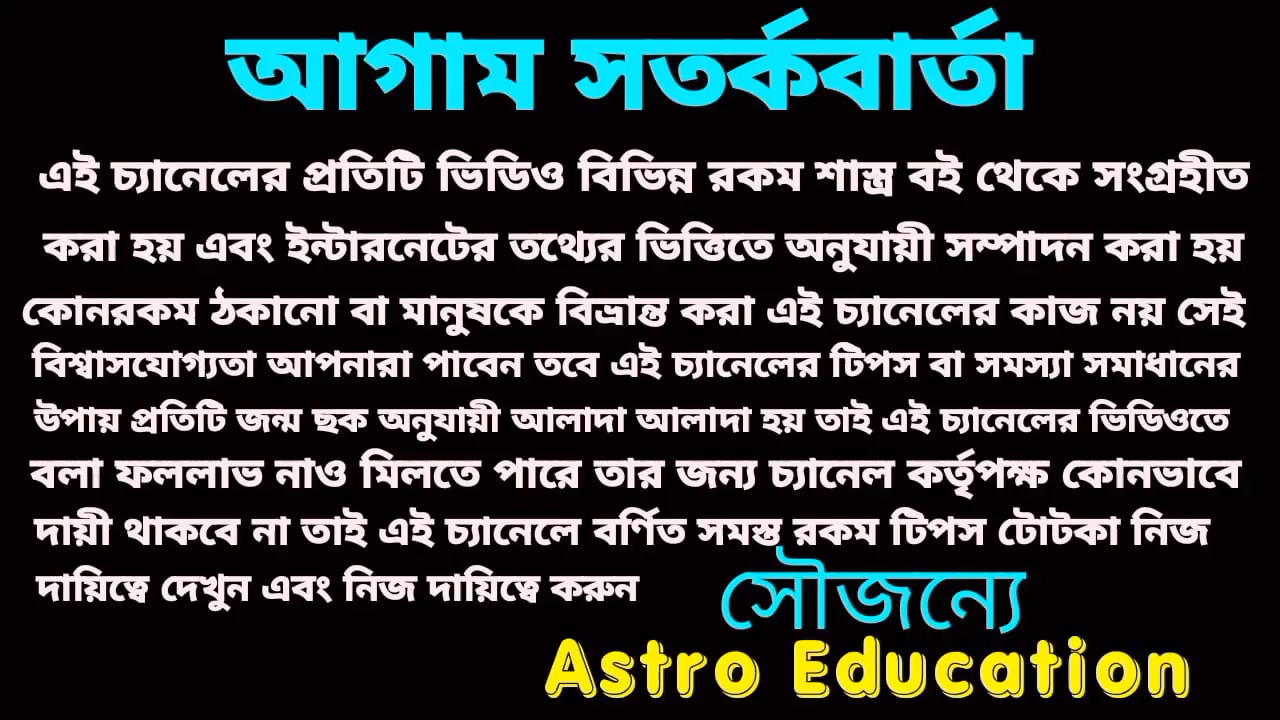 আগাম সতর্কবার্তা
এই চ্যানেলের প্রতিটি ভিডিও বিভিন্ন রকম শাস্ত্র বই থেকে সংগ্রহীত
করা হয় এবং ইন্টারনেটের তথ্যের ভিত্তিতে অনুযায়ী সম্পাদন করা হয়
কোনরকম ঠকানো বা মানুষকে বিভ্রান্ত করা এই চ্যানেলের কাজ নয় সেই
বিশ্বাসযোগ্যতা আপনারা পাবেন তবে এই চ্যানেলের টিপস বা সমস্যা সমাধানের
উপায় প্রতিটি জন্ম ছক অনুযায়ী আলাদা আলাদা হয় তাই এই চ্যানেলের ভিডিওতে
বলা ফললাভ নাও মিলতে পারে তার জন্য চ্যানেল কর্তৃপক্ষ কোনভাবে
দায়ী থাকবে না তাই এই চ্যানেলে বর্ণিত সমস্ত রকম টিপস টোটকা নিজ
দায়িত্বে দেখুন এবং নিজ দায়িত্বে করুন
সৌজন্যে
Astro Education